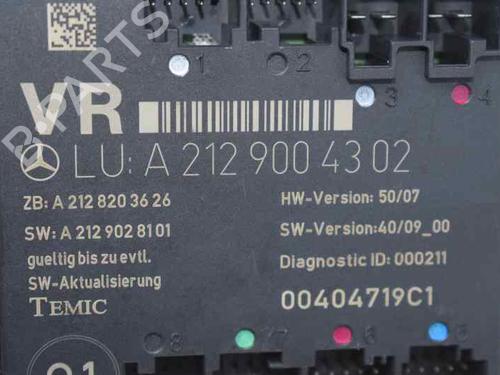 1 2 3 4
VR
LU: A 212 900 43 02
ZB: A 212 820 36 26
HW-Version: 50/07
SW: A 212 902 81 01
SW-Version:40/09_00
gueltig bis zu evtl.
Diagnostic ID: 000211
SW-Aktualisierung
TEMIC
00404719C1
8 17 6 5